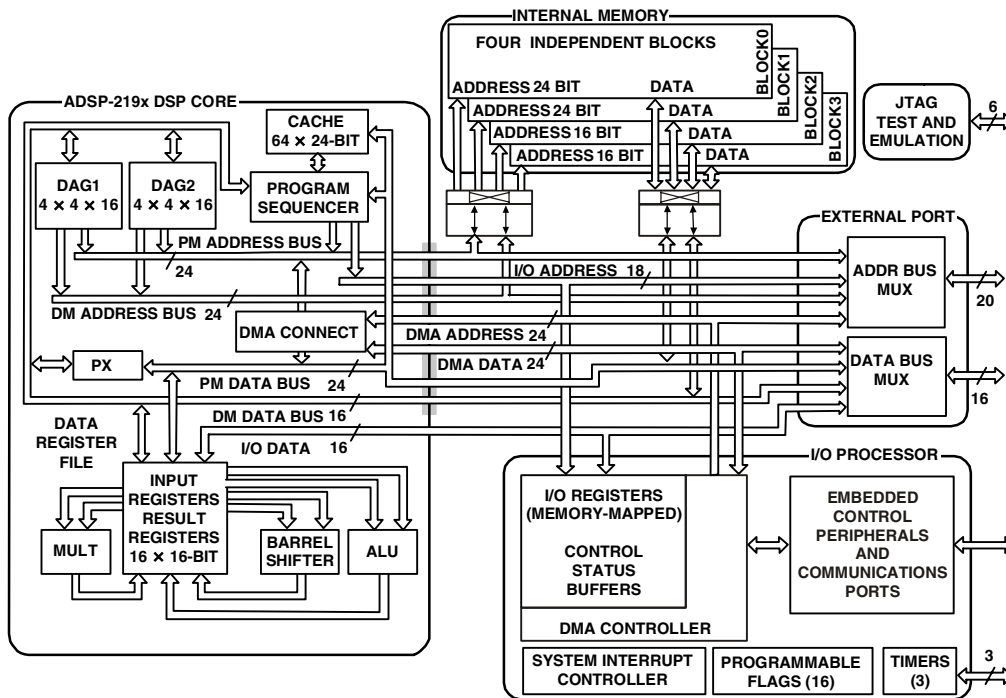 INTERNAL MEMORY
FOUR INDEPENDENT BLOCKS
BLOCK0
BLOCK1
BLOCK2
BLOCK3
ADDRESS 24 BIT DATA
ADDRESS 24 BIT DATA
ADDRESS 16 BIT DATA
ADDRESS 16 BIT DATA
JTAG
TEST AND
EMULATION
6
ADSP-219x DSP CORE
CACHE
64 × 24-BIT
DAG1
4 × 4 × 16
DAG2
4 × 4 × 16
PROGRAM
SEQUENCER
PM ADDRESS BUS
24
I/O ADDRESS 18
DM ADDRESS BUS 24
DMA CONNECT
DMA ADDRESS 24
DMA DATA 24
PX
PM DATA BUS 24
DM DATA BUS 16
I/O DATA 16
EXTERNAL PORT
ADDR BUS
MUX
20
DATA BUS
MUX
16
DATA
REGISTER
FILE
INPUT
REGISTERS
RESULT
REGISTERS
16 × 16-BIT
MULT
BARREL
SHIFTER
ALU
I/O PROCESSOR
I/O REGISTERS
(MEMORY-MAPPED)
CONTROL
STATUS
BUFFERS
DMA CONTROLLER
EMBEDDED
CONTROL
PERIPHERALS
AND
COMMUNICATIONS
PORTS
SYSTEM INTERRUPT
CONTROLLER
PROGRAMMABLE
FLAGS (16)
TIMERS
(3)
3